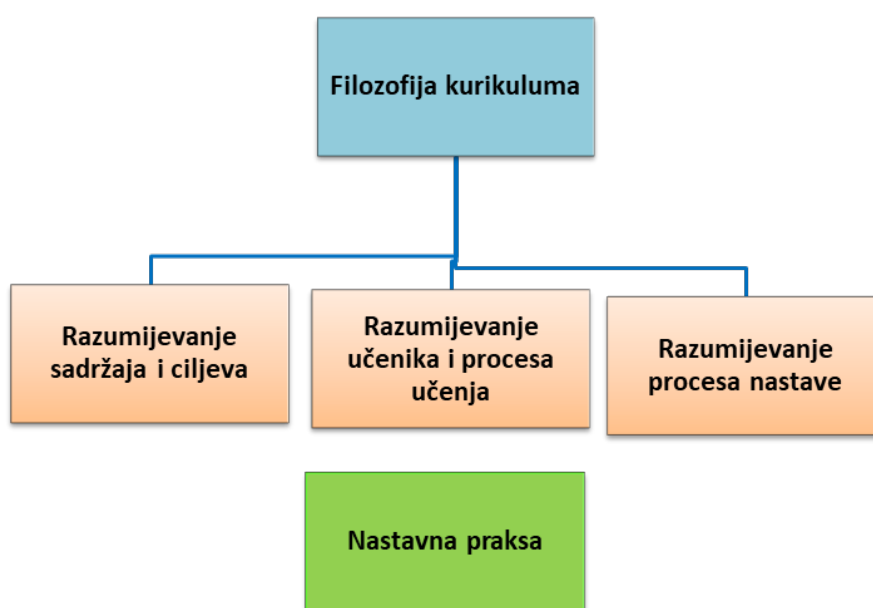 Filozofija kurikuluma
Razumijevanje
sadržaja i ciljeva
Razumijevanje
učenika i procesa
učenja
Razumijevanje
procesa nastave
Nastavna praksa